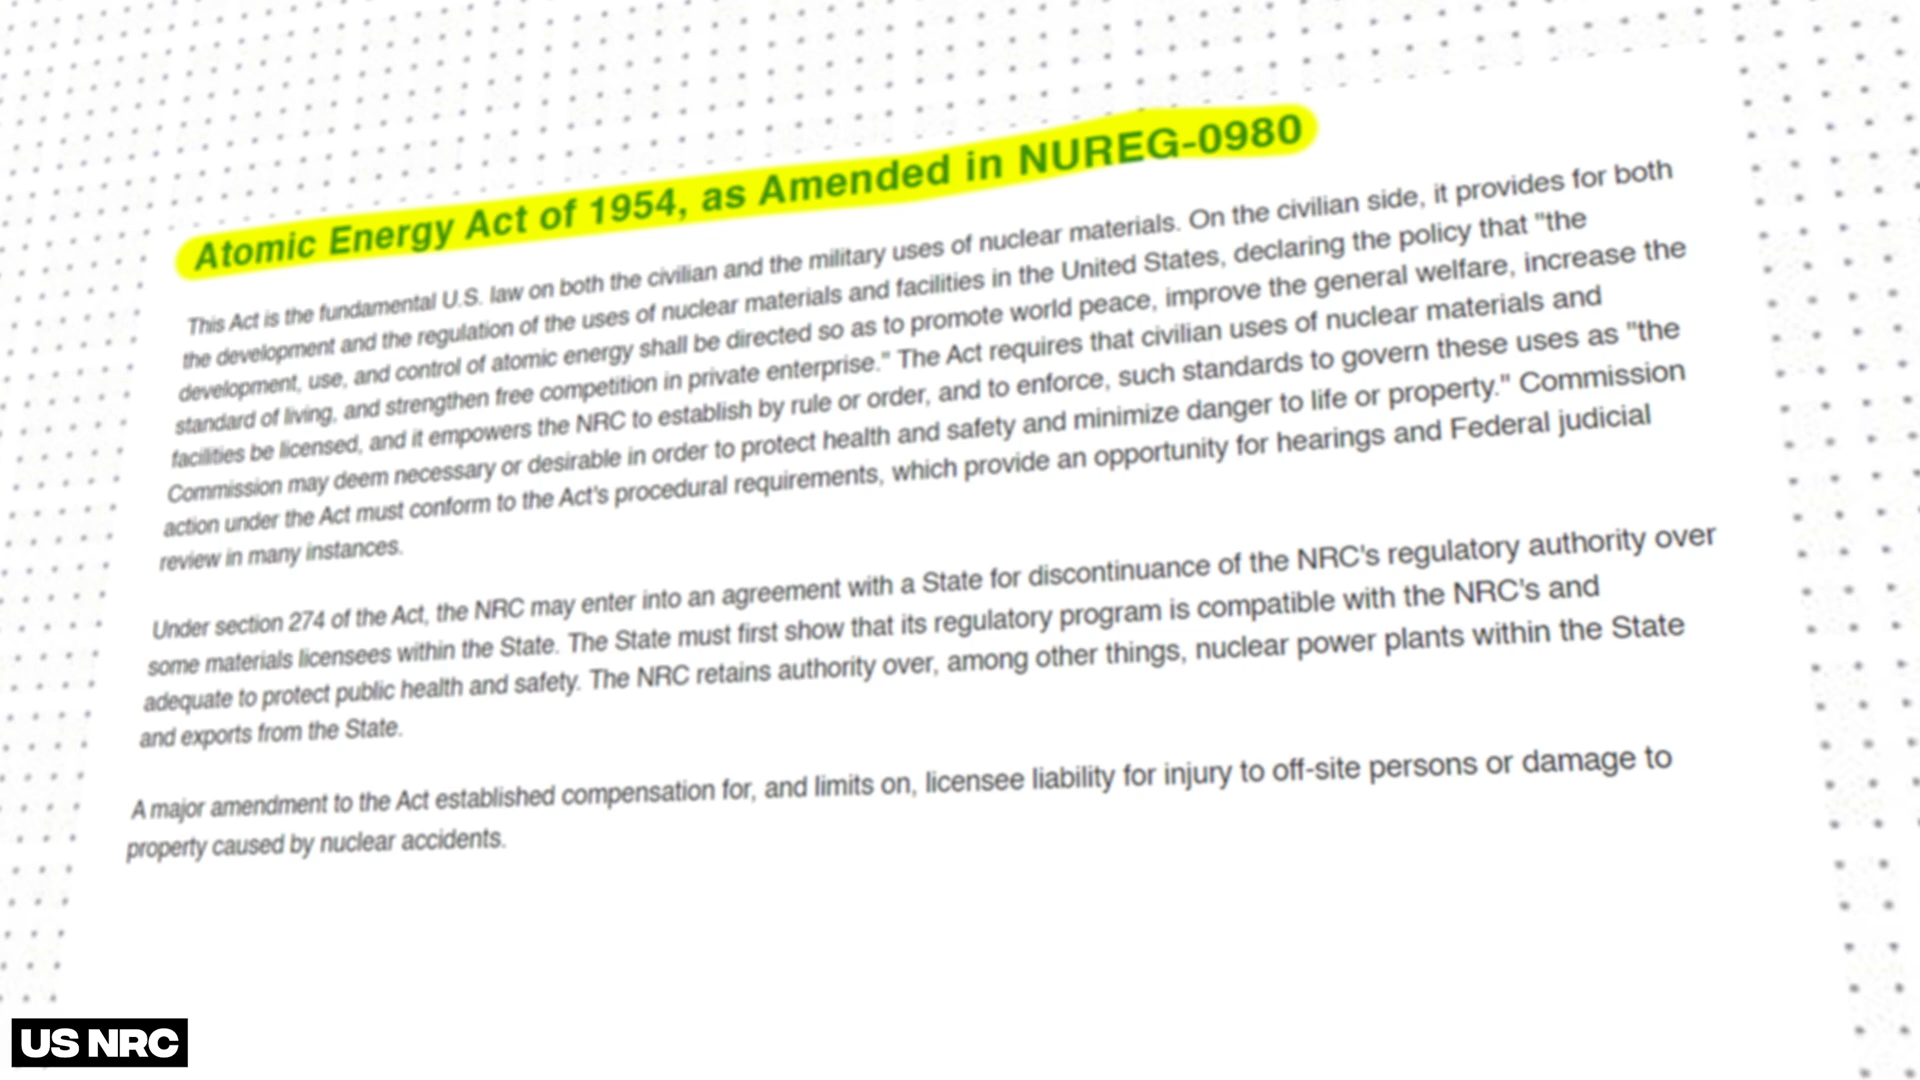 Atomic Energy Act of 1954, as Amended in NUREG-0980
This Act is the fundamental U.S. law on both the civilian and the military uses of nuclear materials. On the civilian side, it provides for both
the development and the regulation of the uses of nuclear materials and facilities in the United States, declaring the policy that "the
development, use, and control of atomic energy shall be directed so as to promote world peace, improve the general welfare, increase the
standard of living, and strengthen free competition in private enterprise." The Act requires that civilian uses of nuclear materials and
facilities be licensed, and it empowers the NRC to establish by rule or order, and to enforce, such standards to govern these uses as "the
Commission may deem necessary or desirable in order to protect health and safety and minimize danger to life or property." Commission
action under the Act must conform to the Act's procedural requirements, which provide an opportunity for hearings and Federal judicial
review in many instances.
Under section 274 of the Act, the NRC may enter into an agreement with a State for discontinuance of the NRC's regulatory authority over
some materials licensees within the State. The State must first show that its regulatory program is compatible with the NRC's and
adequate to protect public health and safety. The NRC retains authority over, among other things, nuclear power plants within the State
and exports from the State.
A major amendment to the Act established compensation for, and limits on, licensee liability for injury to off-site persons or damage to
property caused by nuclear accidents.
US NRC